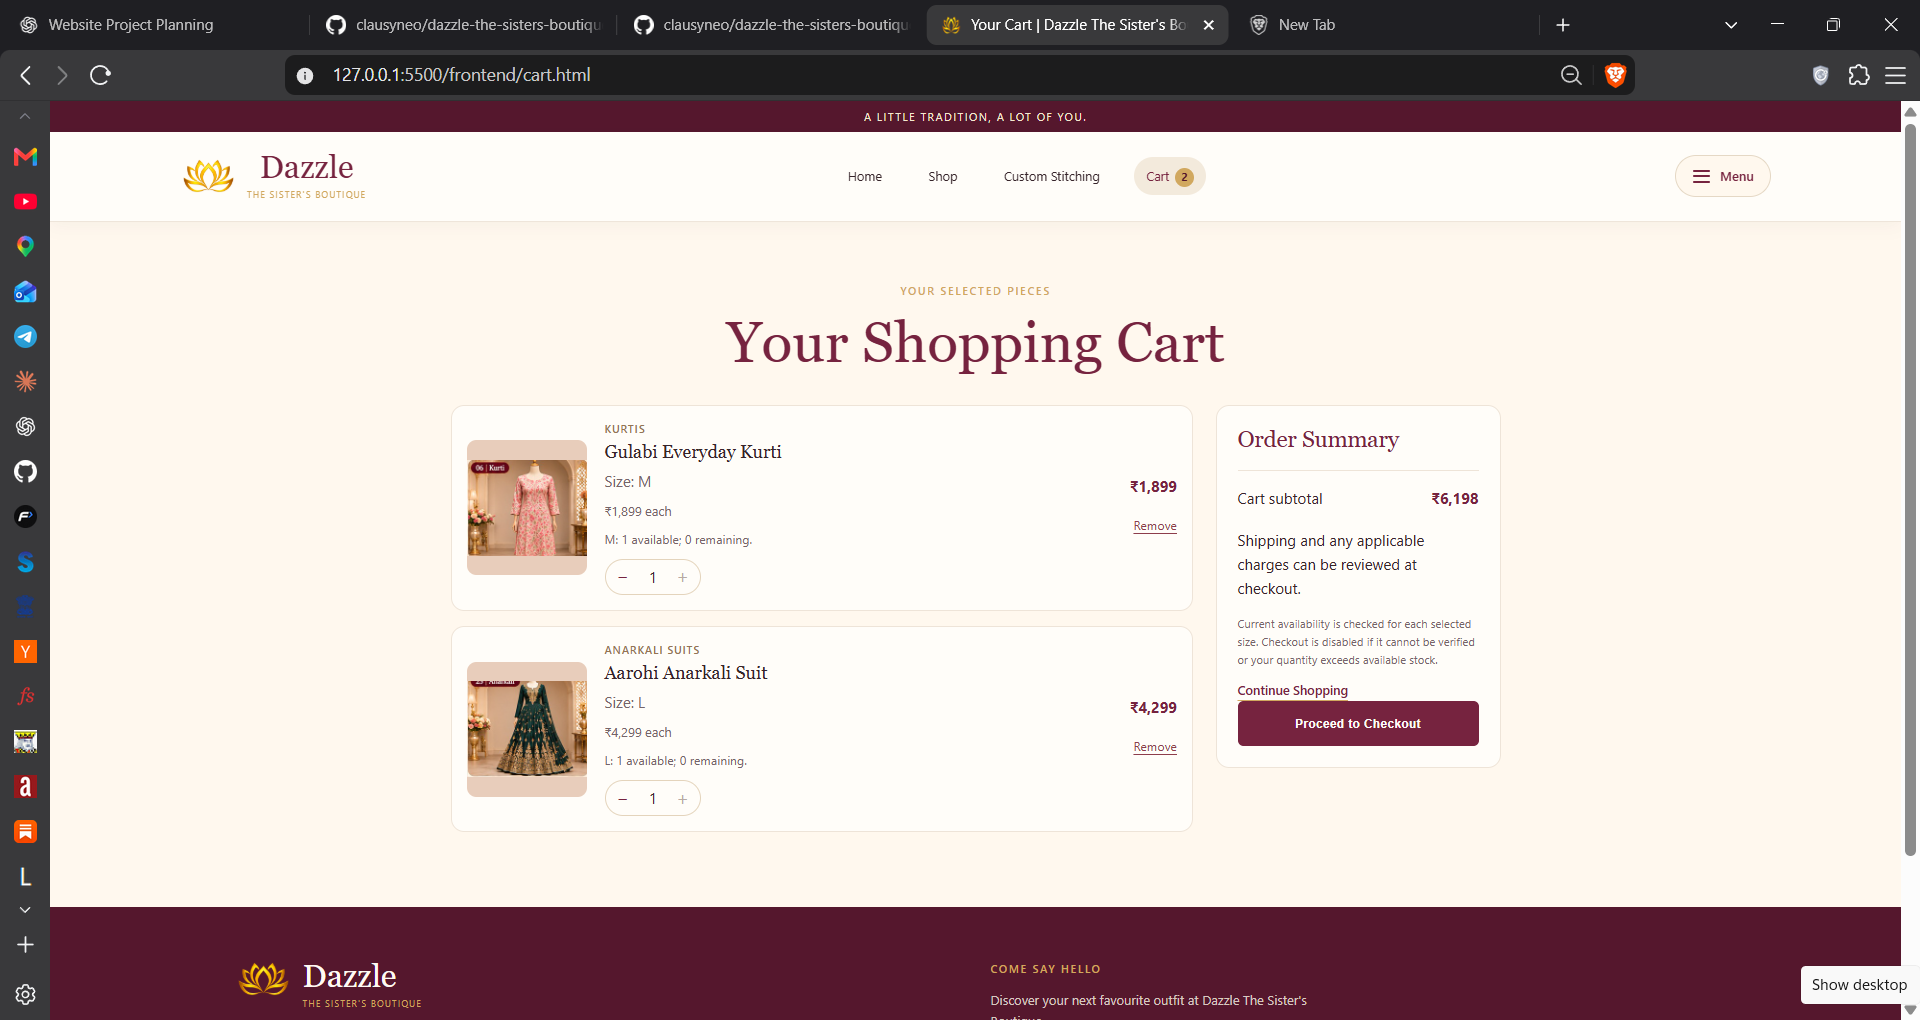 Website Project Planning
clausyneo/dazzle-the-sisters-boutiqu
clausyneo/dazzle-the-sisters-boutiqu
Your Cart | Dazzle The Sister's Bo
New Tab
127.0.0.1:5500/frontend/cart.html
A LITTLE TRADITION, A LOT OF YOU.
Dazzle
THE SISTER'S BOUTIQUE
Home
Shop
Custom Stitching
Cart 2
Menu
YOUR SELECTED PIECES
Your Shopping Cart
06 | Kurti
KURTIS
Gulabi Everyday Kurti
Size: M
₹1,899 each
M: 1 available; 0 remaining.
− 1 +
₹1,899
Remove
ANARKALI SUITS
Aarohi Anarkali Suit
Size: L
₹4,299 each
L: 1 available; 0 remaining.
− 1 +
₹4,299
Remove
Order Summary
Cart subtotal ₹6,198
Shipping and any applicable
charges can be reviewed at
checkout.
Current availability is checked for each selected
size. Checkout is disabled if it cannot be verified
or your quantity exceeds available stock.
Continue Shopping
Proceed to Checkout
Dazzle
THE SISTER'S BOUTIQUE
COME SAY HELLO
Discover your next favourite outfit at Dazzle The Sister's
Show desktop